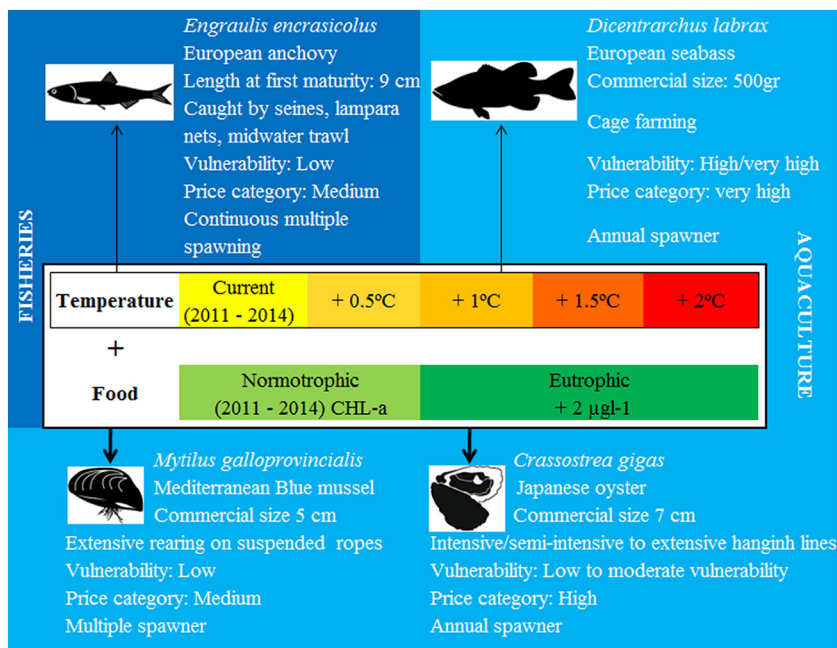 Engraulis encrasicolus
European anchovy
Length at first maturity: 9 cm
Caught by seines, lampara
nets, midwater trawl
Vulnerability: Low
Price category: Medium
Continuous multiple
spawning
Dicentrarchus labrax
European seabass
Commercial size: 500gr
Cage farming
Vulnerability: High/very high
Price category: very high
Annual spawner
FISHERIES
AQUACULTURE
Temperature
Current
(2011 - 2014)
+ 0.5ºC
+ 1ºC
+ 1.5ºC
+ 2ºC
+
Food
Normotrophic
(2011 - 2014) CHL-a
Eutrophic
+ 2 µgl-1
Mytilus galloprovincialis
Mediterranean Blue mussel
Commercial size 5 cm
Extensive rearing on suspended ropes
Vulnerability: Low
Price category: Medium
Multiple spawner
Crassostrea gigas
Japanese oyster
Commercial size 7 cm
Intensive/semi-intensive to extensive hanginh lines
Vulnerability: Low to moderate vulnerability
Price category: High
Annual spawner